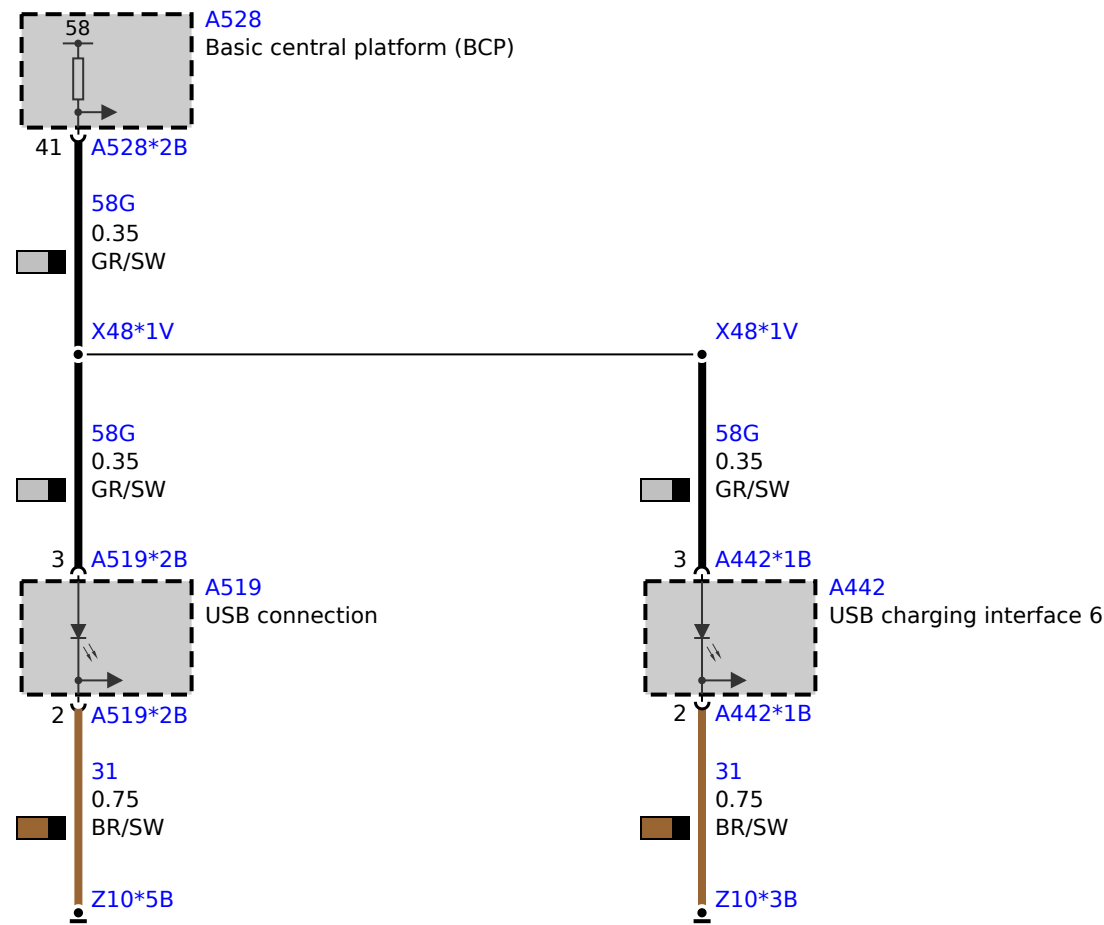 58
A528
Basic central platform (BCP)
41 A528*2B
58G
0.35
GR/SW
X48*1V
X48*1V
58G
0.35
GR/SW
58G
0.35
GR/SW
3 A519*2B
3 A442*1B
A519
USB connection
A442
USB charging interface 6
2 A519*2B
2 A442*1B
31
0.75
BR/SW
31
0.75
BR/SW
Z10*5B
Z10*3B